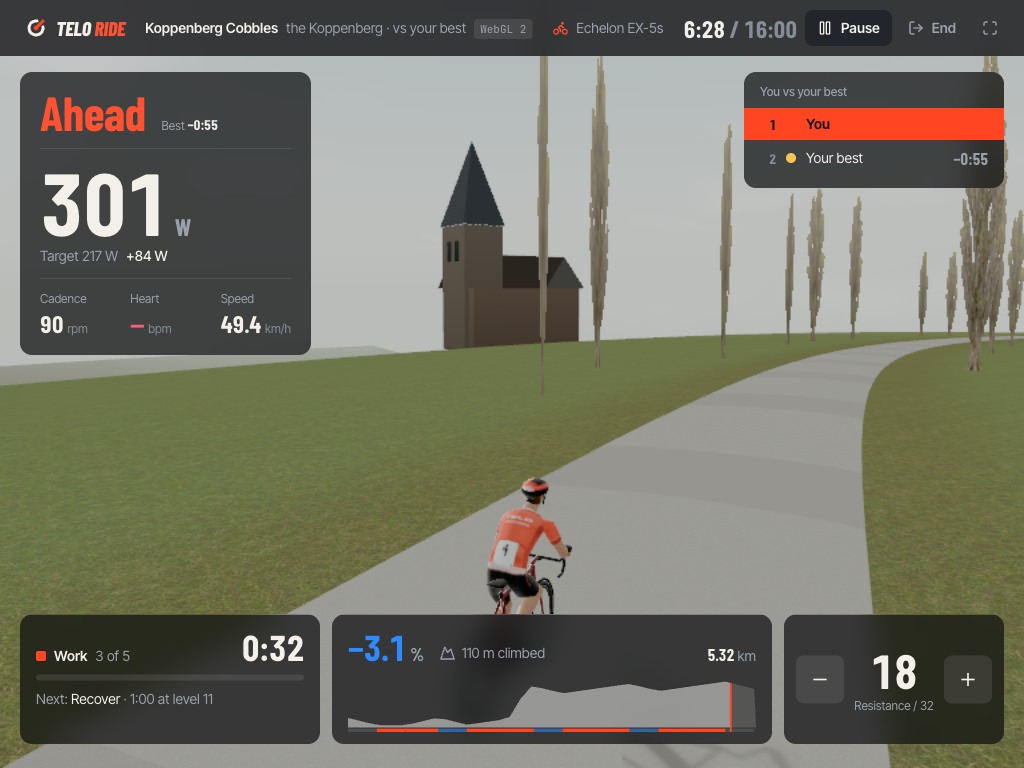 TELO RIDE Koppenberg Cobbles the Koppenberg · vs your best WebGL 2 Echelon EX-5s 6:28 / 16:00 Pause End
Ahead Best −0:55
301 W
Target 217 W +84 W
Cadence Heart Speed
90 rpm – bpm 49.4 km/h
You vs your best
1 You
2 Your best −0:55
4
Work 3 of 5 0:32
Next: Recover · 1:00 at level 11
−3.1 % 110 m climbed 5.32 km
− 18 +
Resistance / 32